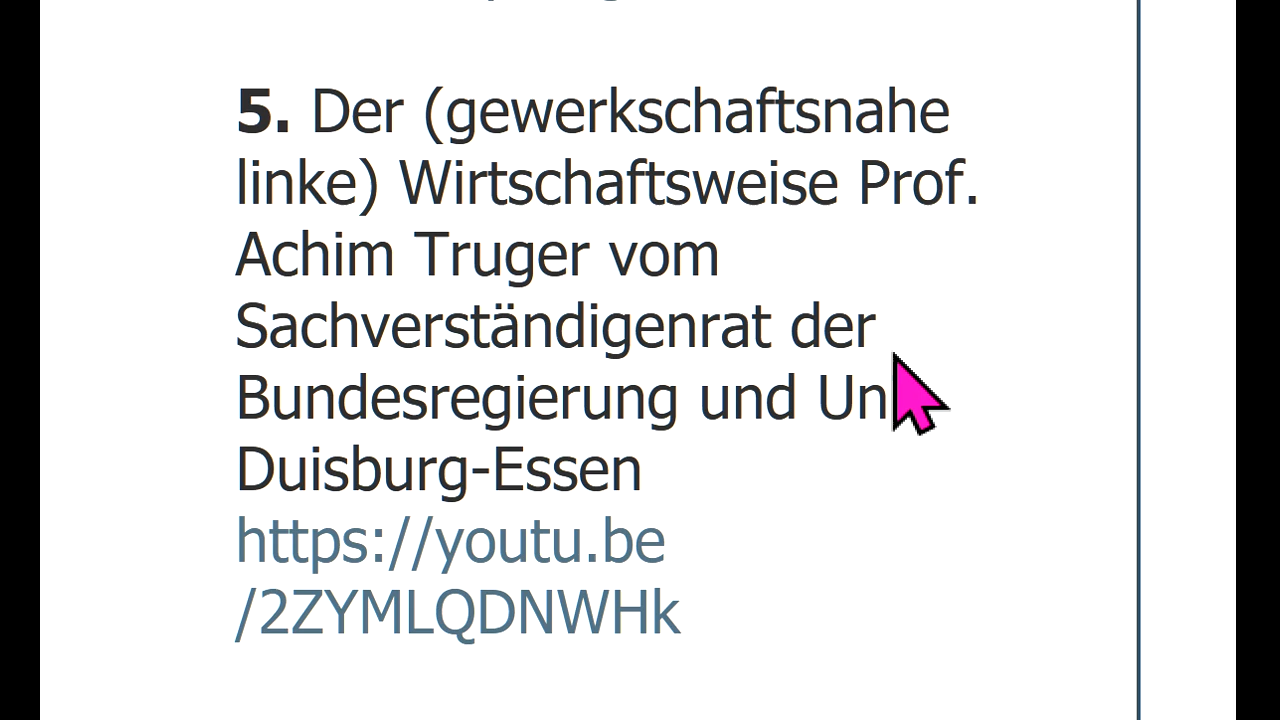 5. Der (gewerkschaftsnahe
linke) Wirtschaftsweise Prof.
Achim Truger vom
Sachverständigenrat der
Bundesregierung und
Duisburg-Essen
https://youtu.be
/2ZYMLQDNWHk